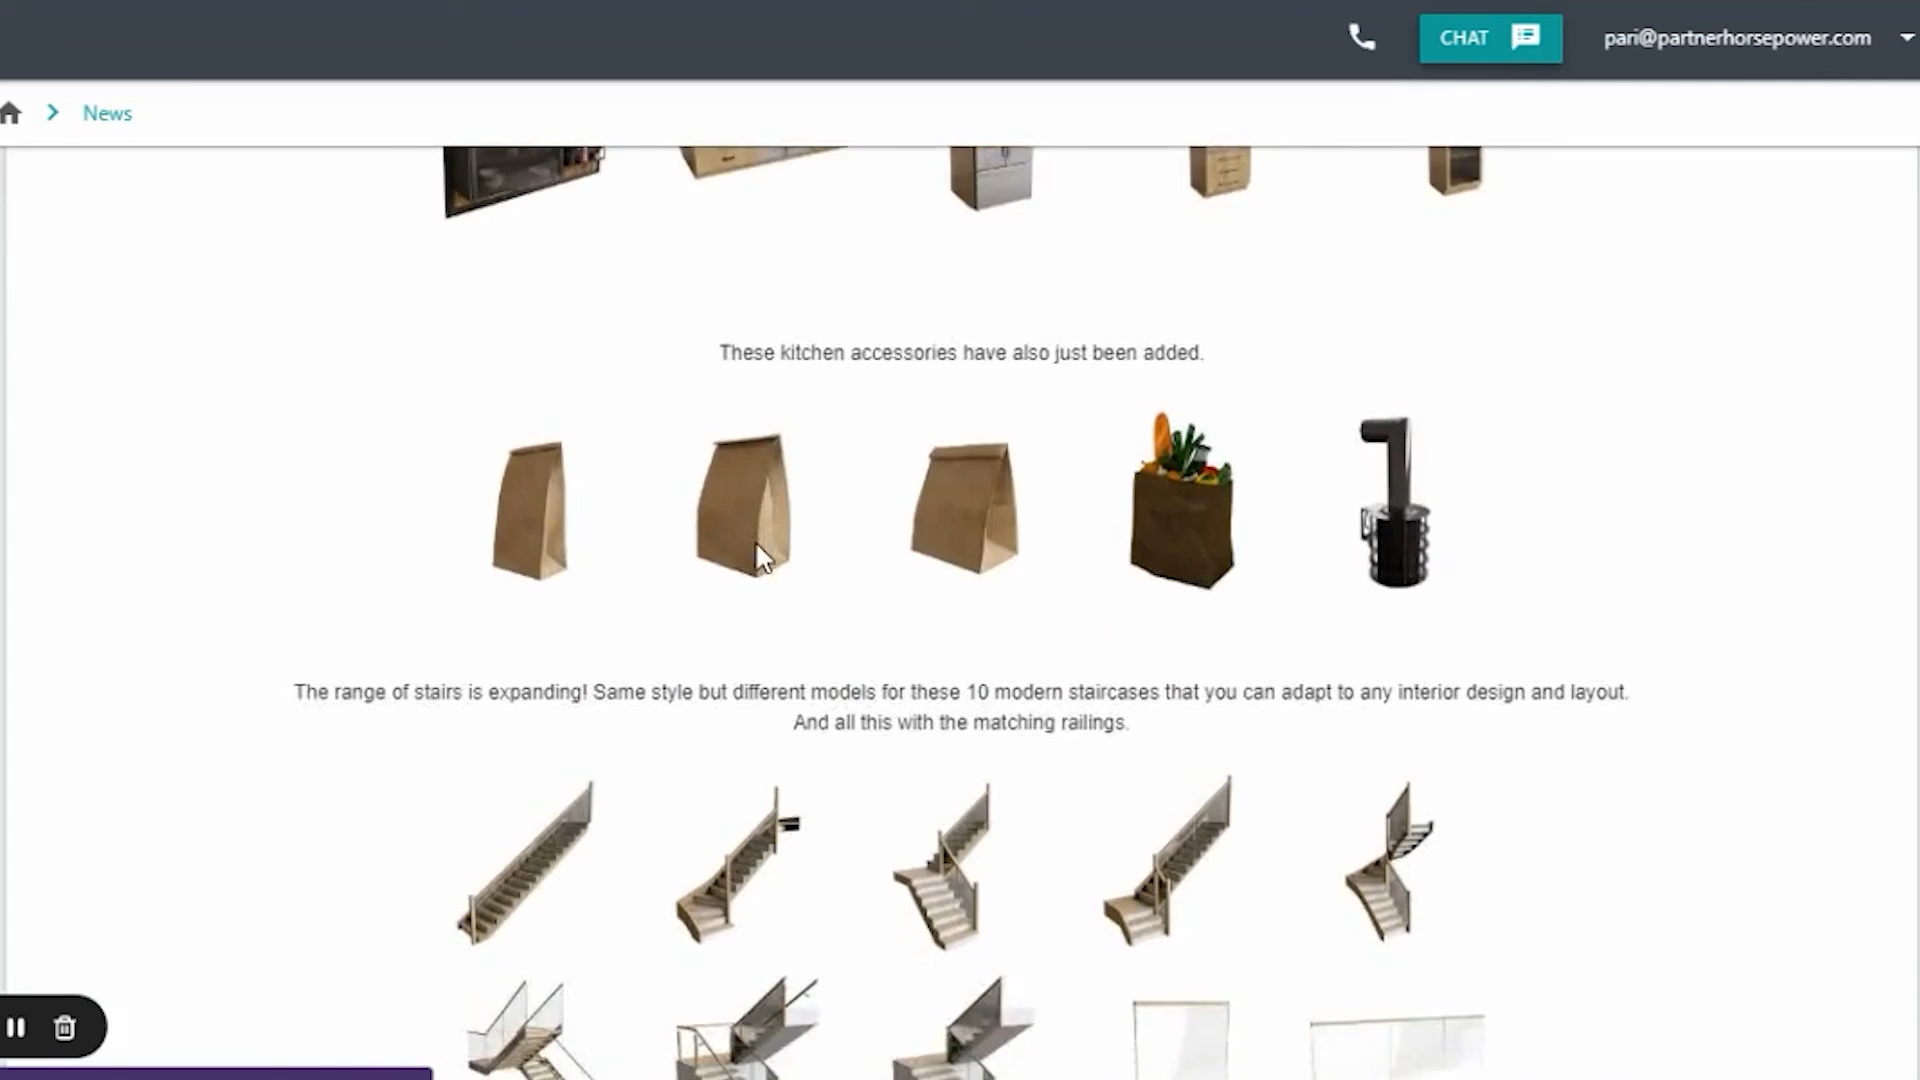 CHAT
pari@partnerhorsepower.com
News
These kitchen accessories have also just been added.
The range of stairs is expanding! Same style but different models for these 10 modern staircases that you can adapt to any interior design and layout.
And all this with the matching railings.